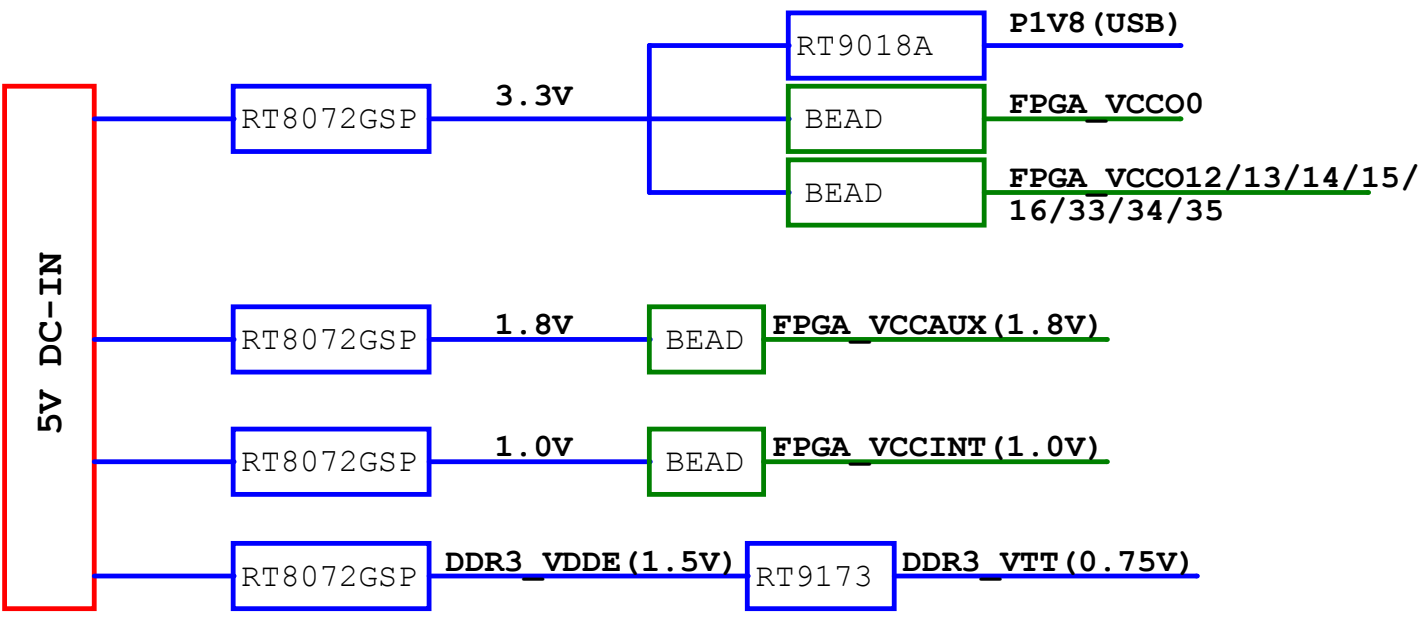 P1V8(USB)
RT9018A
3.3V
FPGA_VCCO0
RT8072GSP
BEAD
FPGA_VCCO12/13/14/15/
16/33/34/35
BEAD
5V DC-IN
1.8V
FPGA_VCCAUX(1.8V)
RT8072GSP
BEAD
1.0V
FPGA_VCCINT(1.0V)
RT8072GSP
BEAD
DDR3_VDDE(1.5V)
DDR3_VTT(0.75V)
RT8072GSP
RT9173